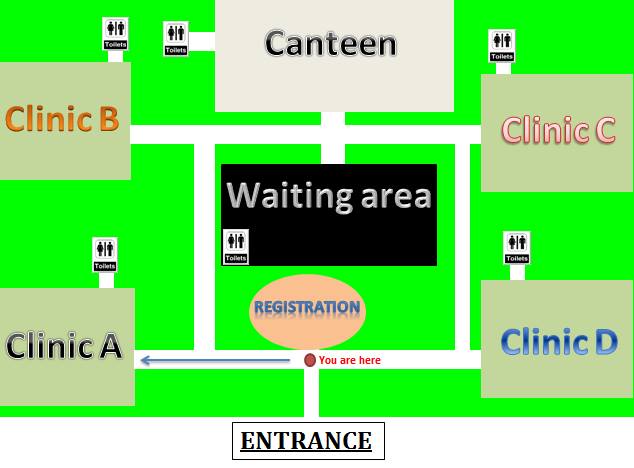 Toilets
Toilets
Canteen
Toilets
Clinic B
Clinic C
Waiting area
Toilets
Toilets
Toilets
REGISTRATION
Clinic A
Clinic D
You are here
ENTRANCE